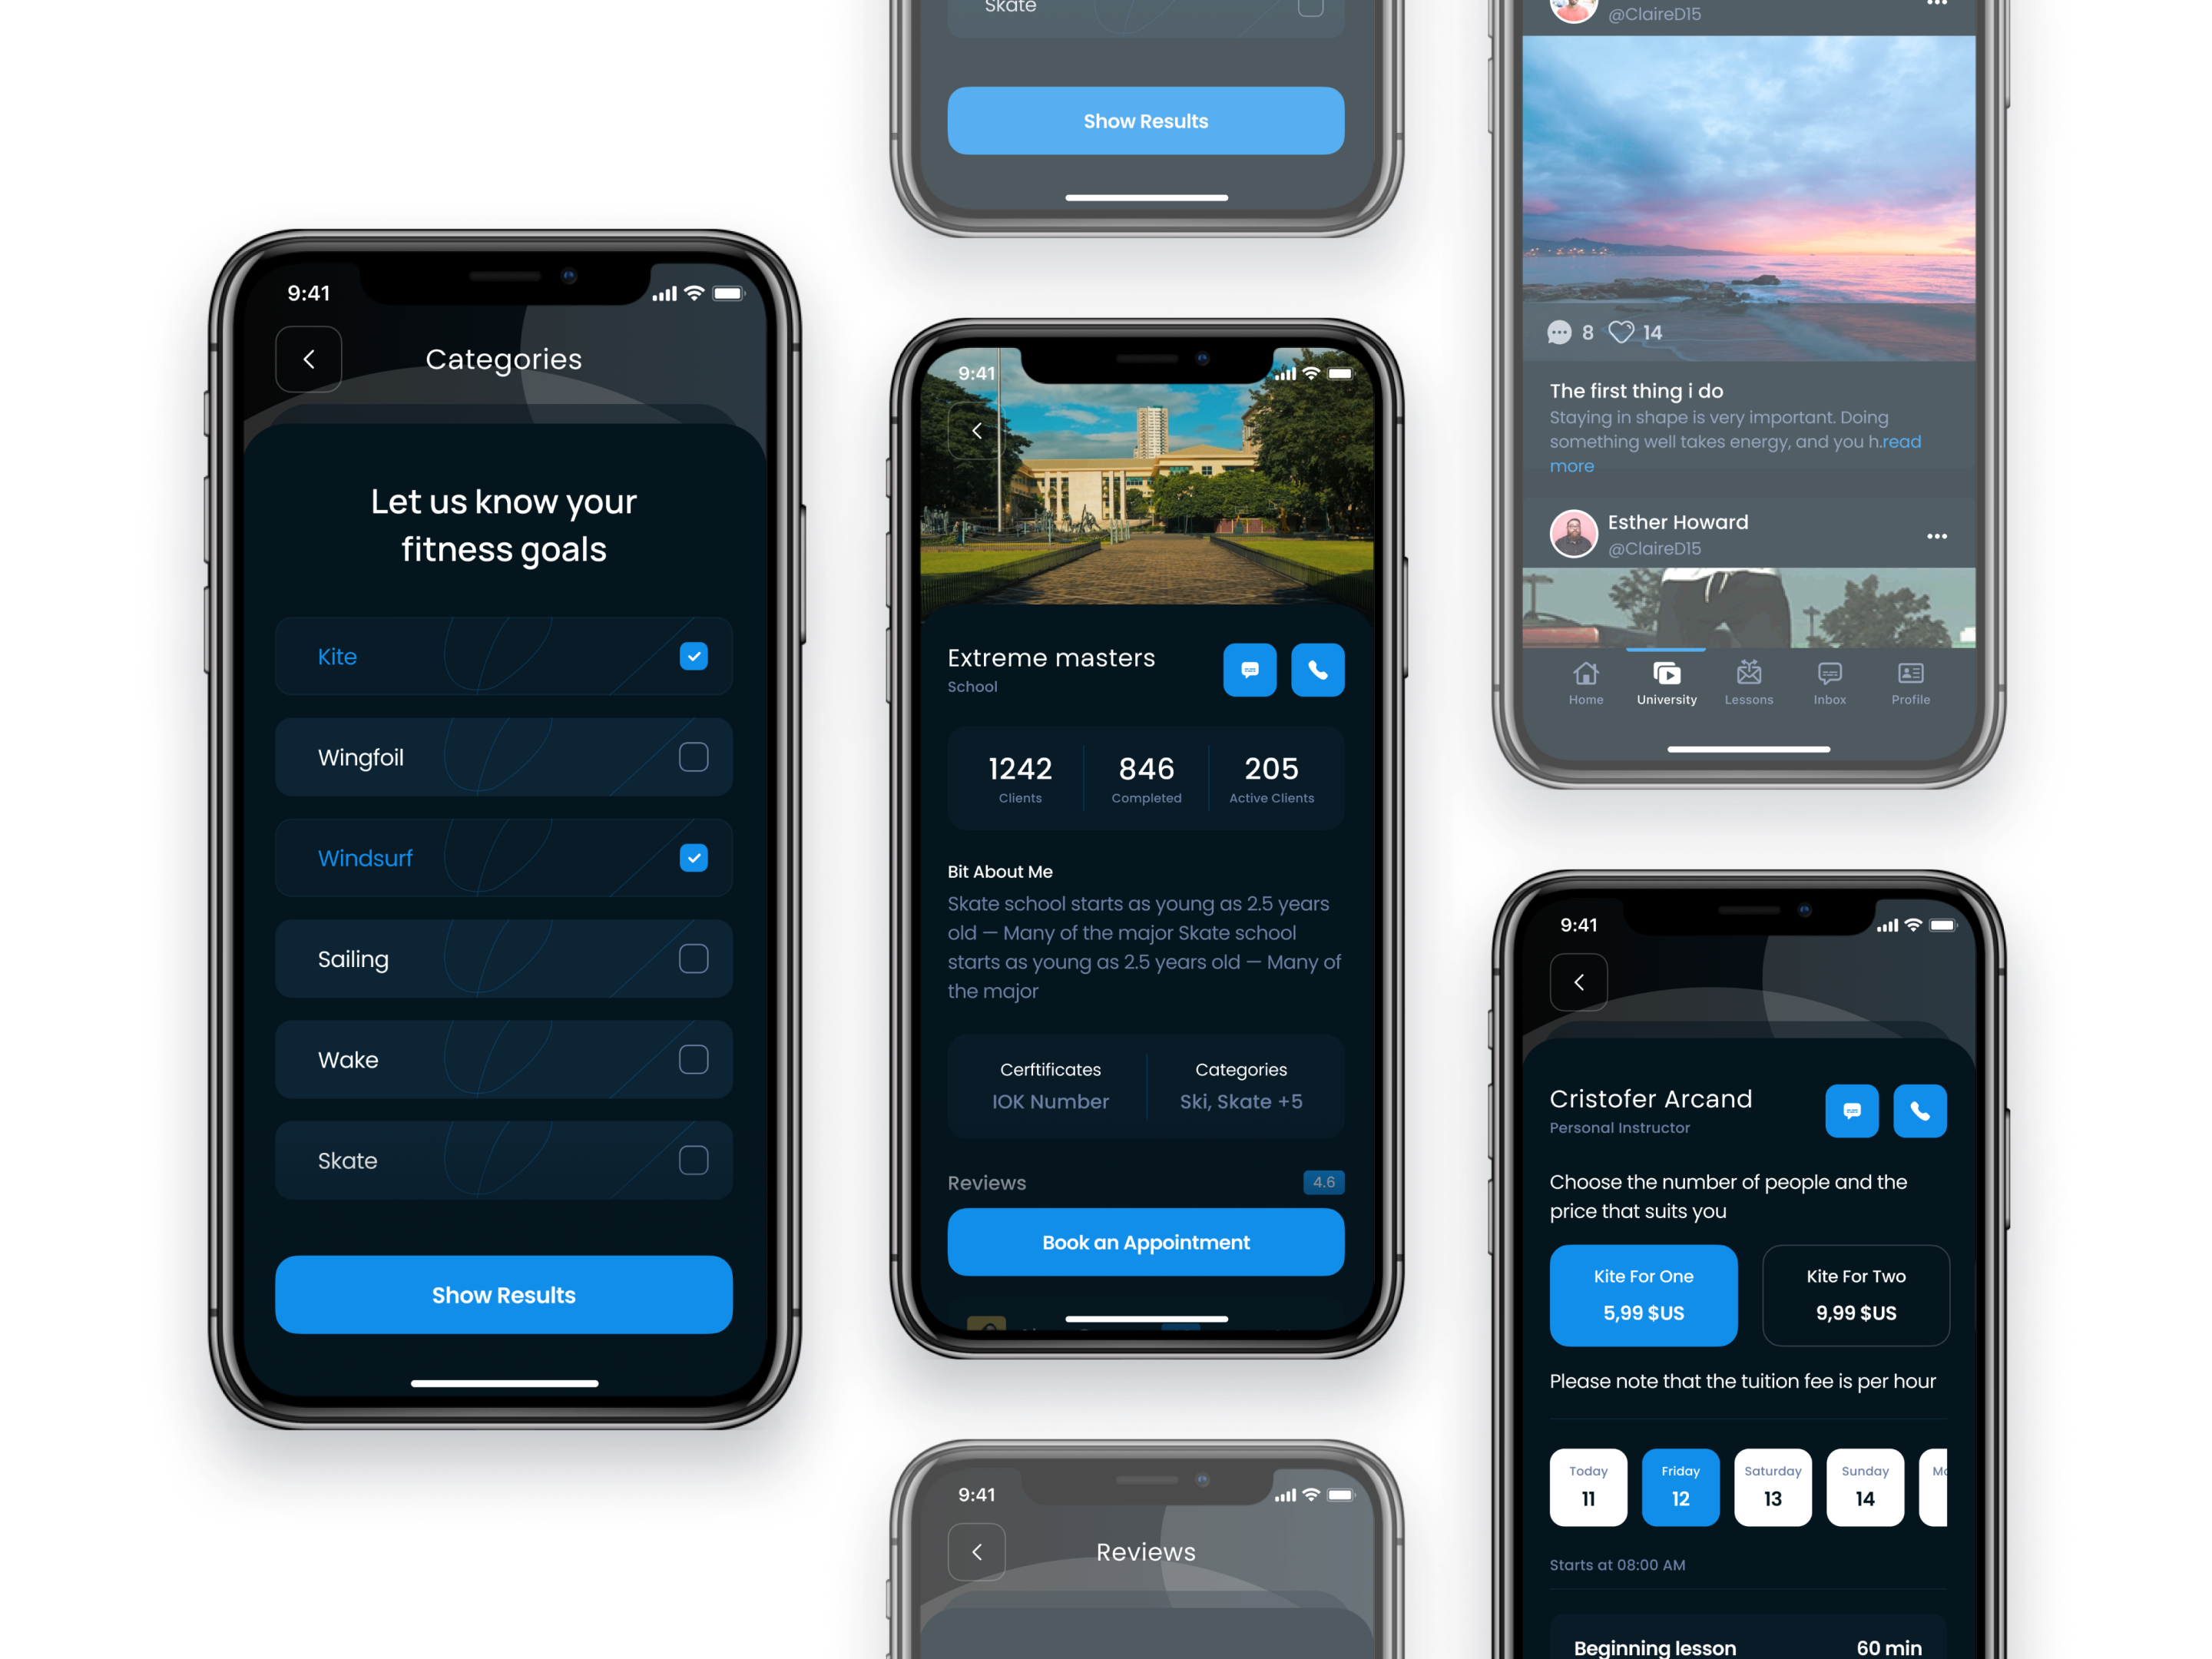 9:41
Categories
Let us know your
fitness goals
Kite
Wingfoil
Windsurf
Sailing
Wake
Skate
Show Results
Skate
Show Results
9:41
Extreme masters
School
1242
Clients
846
Completed
205
Active Clients
Bit About Me
Skate school starts as young as 2.5 years
old — Many of the major Skate school
starts as young as 2.5 years old — Many of
the major
Cerftificates
IOK Number
Categories
Ski, Skate +5
Reviews
4.6
Book an Appointment
9:41
Reviews
@ClaireD15
8
14
The first thing i do
Staying in shape is very important. Doing
something well takes energy, and you h.read
more
Esther Howard
@ClaireD15
Home
University
Lessons
Inbox
Profile
9:41
Cristofer Arcand
Personal Instructor
Choose the number of people and the
price that suits you
Kite For One
5,99 $US
Kite For Two
9,99 $US
Please note that the tuition fee is per hour
Today
11
Friday
12
Saturday
13
Sunday
14
Starts at 08:00 AM
Beginning lesson
60 min